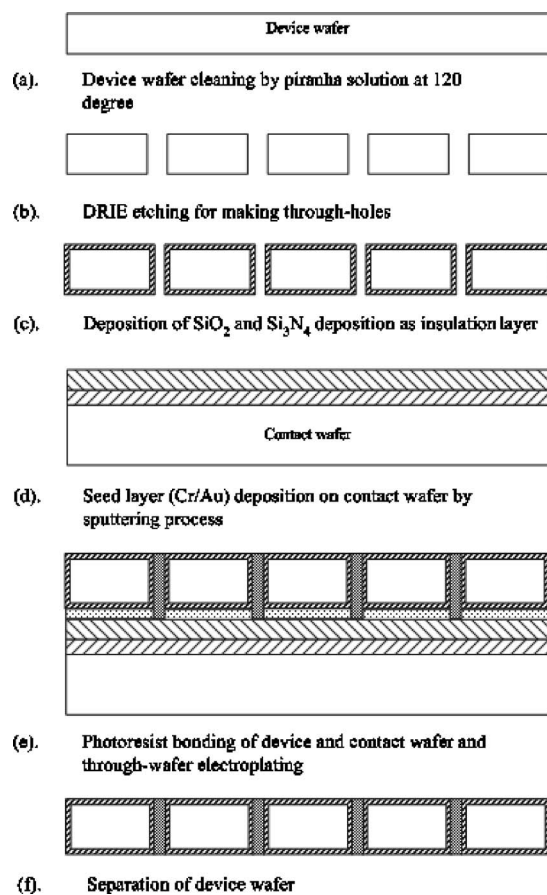 Device wafer
(a). Device wafer cleaning by piranha solution at 120
degree
(b). DRIE etching for making through-holes
(c). Deposition of SiO₂ and Si₃N₄ deposition as insulation layer
Contact wafer
(d). Seed layer (Cr/Au) deposition on contact wafer by
sputtering process
(e). Photoresist bonding of device and contact wafer and
through-wafer electroplating
(f). Separation of device wafer